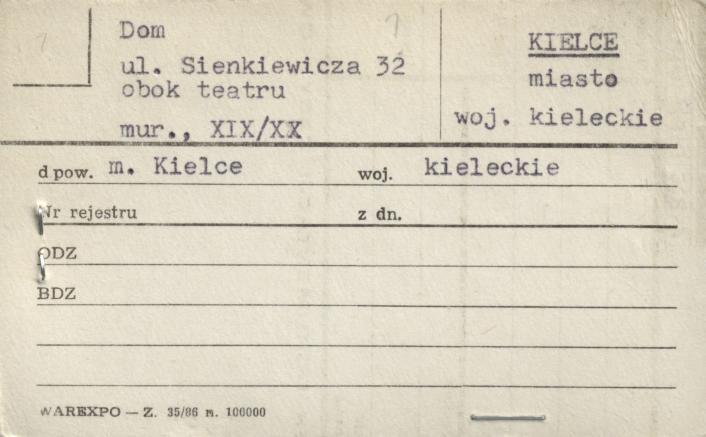 Dom
ul. Sienkiewicza 32
obok teatru
mur., XIX/XX
KIELCE
miasto
woj. kieleckie
d pow. m. Kielce woj. kieleckie
Nr rejestru z dn.
ODZ
BDZ
WAREXPO — Z. 35/86 n. 100000